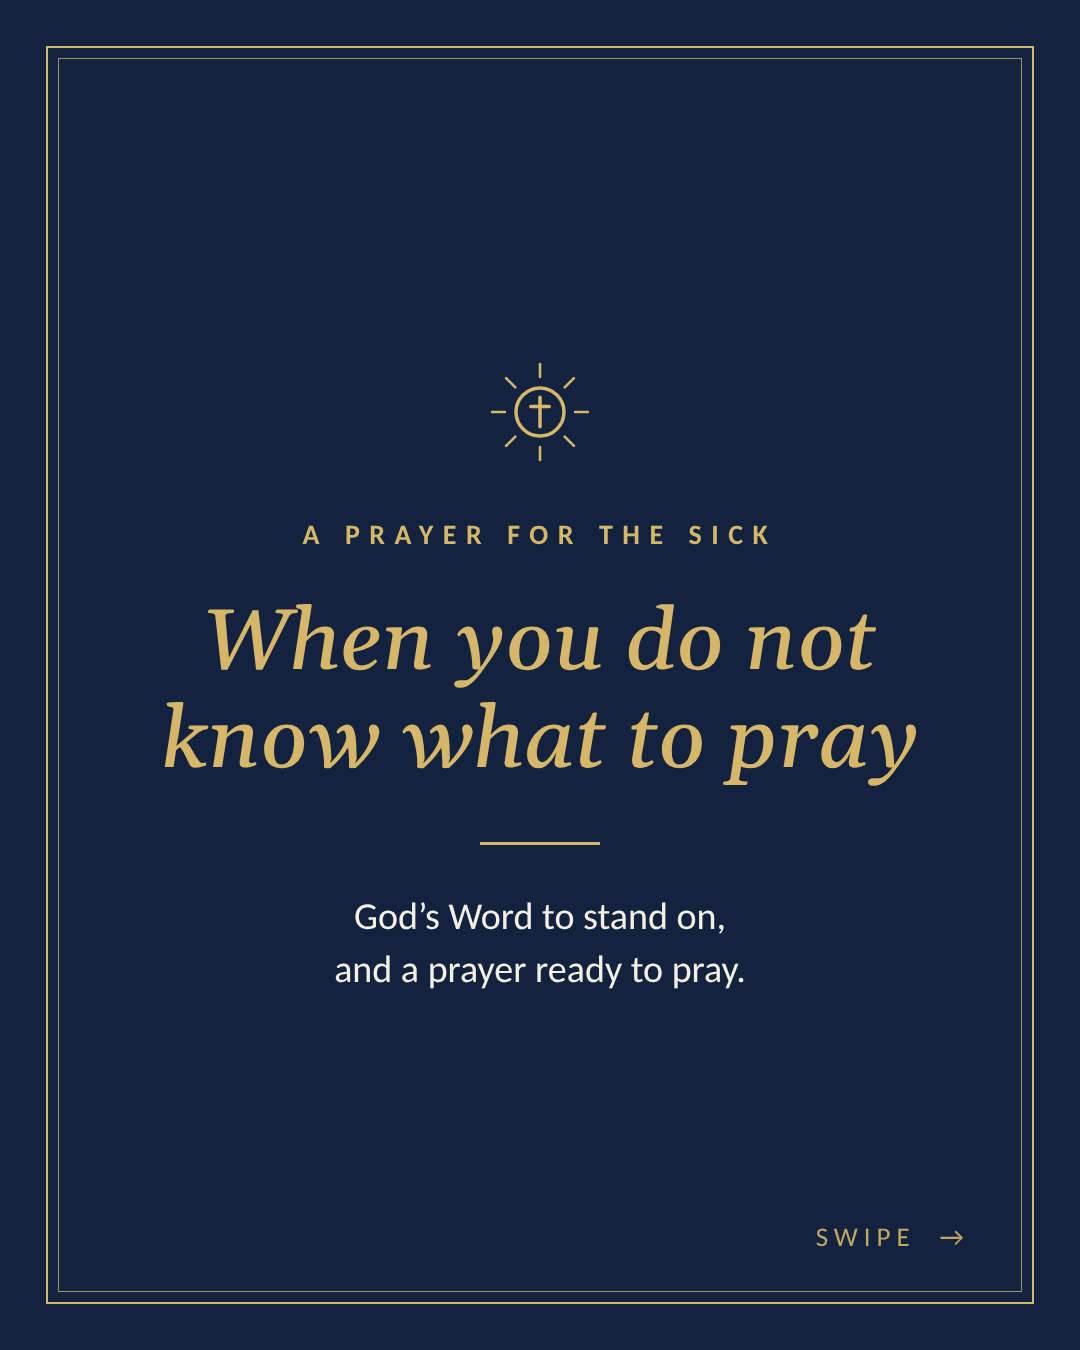 A PRAYER FOR THE SICK
When you do not
know what to pray
God’s Word to stand on,
and a prayer ready to pray.
SWIPE →